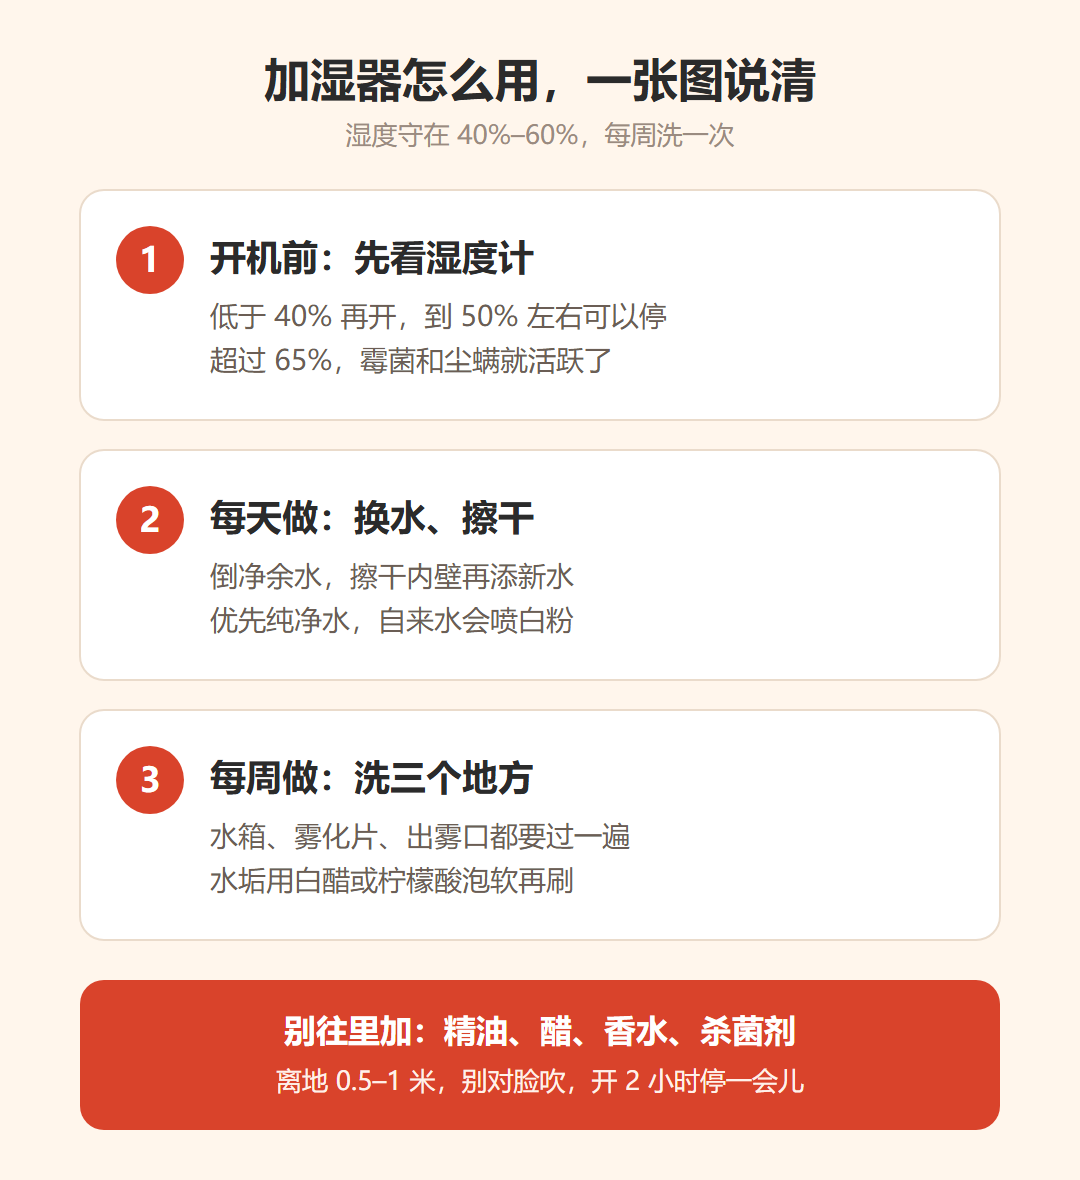 加湿器怎么用，一张图说清
湿度守在 40%–60%，每周洗一次
1
开机前：先看湿度计
低于 40% 再开，到 50% 左右可以停
超过 65%，霉菌和尘螨就活跃了
2
每天做：换水、擦干
倒净余水，擦干内壁再添新水
优先纯净水，自来水会喷白粉
3
每周做：洗三个地方
水箱、雾化片、出雾口都要过一遍
水垢用白醋或柠檬酸泡软再刷
别往里加：精油、醋、香水、杀菌剂
离地 0.5–1 米，别对脸吹，开 2 小时停一会儿